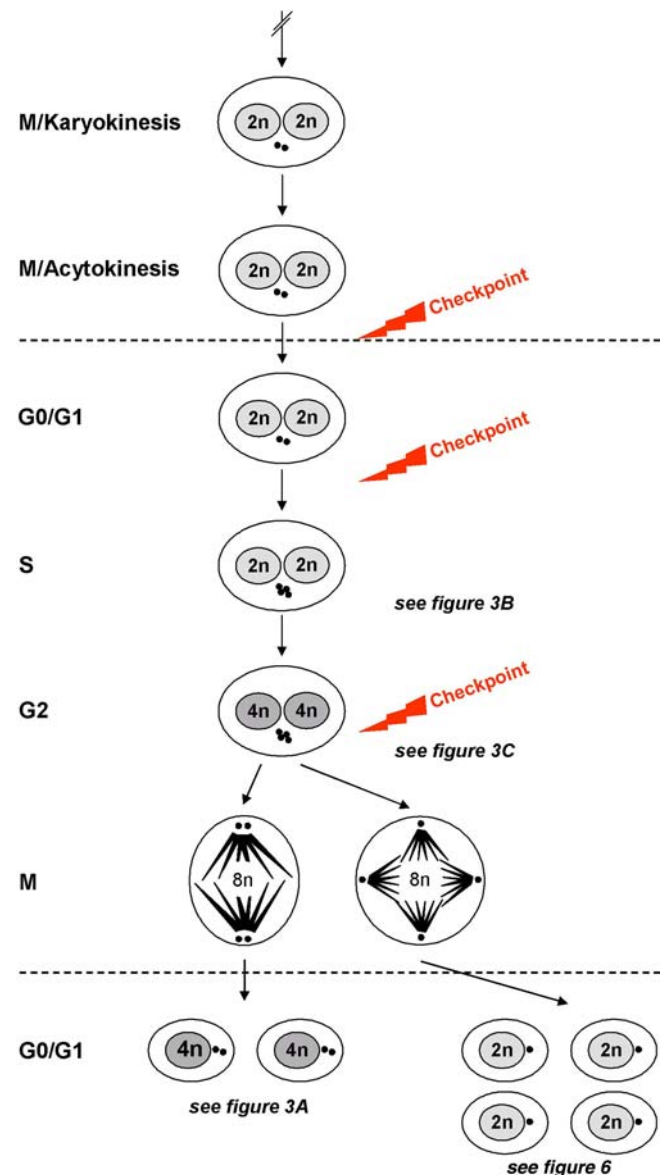 M/Karyokinesis
2n 2n
M/Acytokinesis
2n 2n
Checkpoint
G0/G1
2n 2n
Checkpoint
S
2n 2n
see figure 3B
G2
4n 4n
Checkpoint
see figure 3C
M
8n
8n
G0/G1
4n 4n
2n 2n
see figure 3A
2n 2n
see figure 6